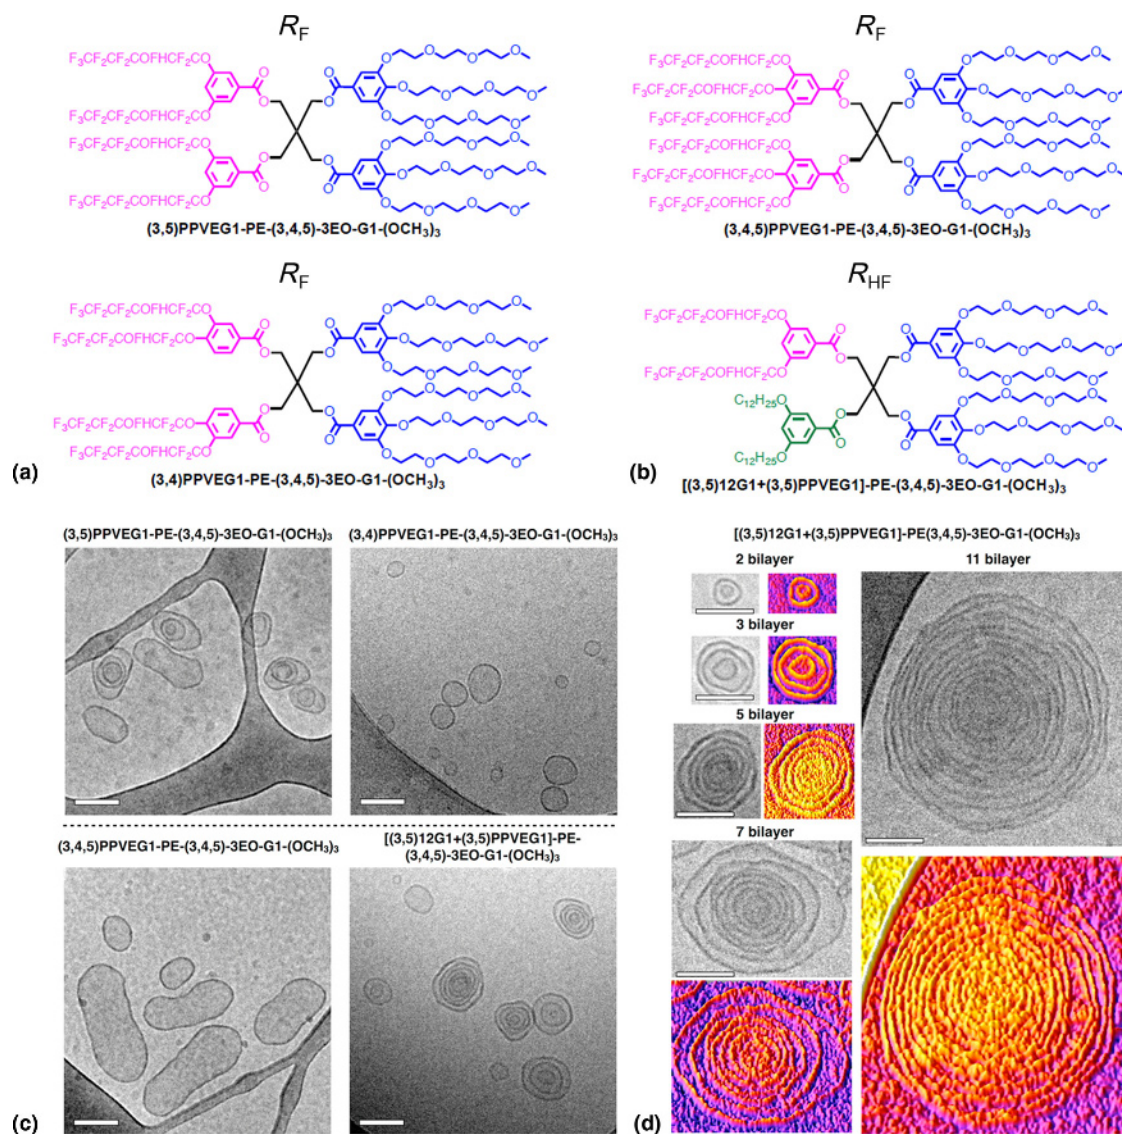 R_F
F₃CF₂CF₂COFHCF₂CO
F₃CF₂CF₂COFHCF₂CO
F₃CF₂CF₂COFHCF₂CO
F₃CF₂CF₂COFHCF₂CO
(3,5)PPVEG1-PE-(3,4,5)-3EO-G1-(OCH₃)₃
R_F
F₃CF₂CF₂COFHCF₂CO
F₃CF₂CF₂COFHCF₂CO
F₃CF₂CF₂COFHCF₂CO
F₃CF₂CF₂COFHCF₂CO
F₃CF₂CF₂COFHCF₂CO
F₃CF₂CF₂COFHCF₂CO
(3,4,5)PPVEG1-PE-(3,4,5)-3EO-G1-(OCH₃)₃
R_F
F₃CF₂CF₂COFHCF₂CO
F₃CF₂CF₂COFHCF₂CO
F₃CF₂CF₂COFHCF₂CO
F₃CF₂CF₂COFHCF₂CO
(a)
(3,4)PPVEG1-PE-(3,4,5)-3EO-G1-(OCH₃)₃
R_HF
F₃CF₂CF₂COFHCF₂CO
F₃CF₂CF₂COFHCF₂CO
C₁₂H₂₅O
C₁₂H₂₅O
(b)
[(3,5)12G1+(3,5)PPVEG1]-PE-(3,4,5)-3EO-G1-(OCH₃)₃
(3,5)PPVEG1-PE-(3,4,5)-3EO-G1-(OCH₃)₃
(3,4)PPVEG1-PE-(3,4,5)-3EO-G1-(OCH₃)₃
(3,4,5)PPVEG1-PE-(3,4,5)-3EO-G1-(OCH₃)₃
[(3,5)12G1+(3,5)PPVEG1]-PE-
(3,4,5)-3EO-G1-(OCH₃)₃
(c)
[(3,5)12G1+(3,5)PPVEG1]-PE(3,4,5)-3EO-G1-(OCH₃)₃
2 bilayer
11 bilayer
3 bilayer
5 bilayer
7 bilayer
(d)